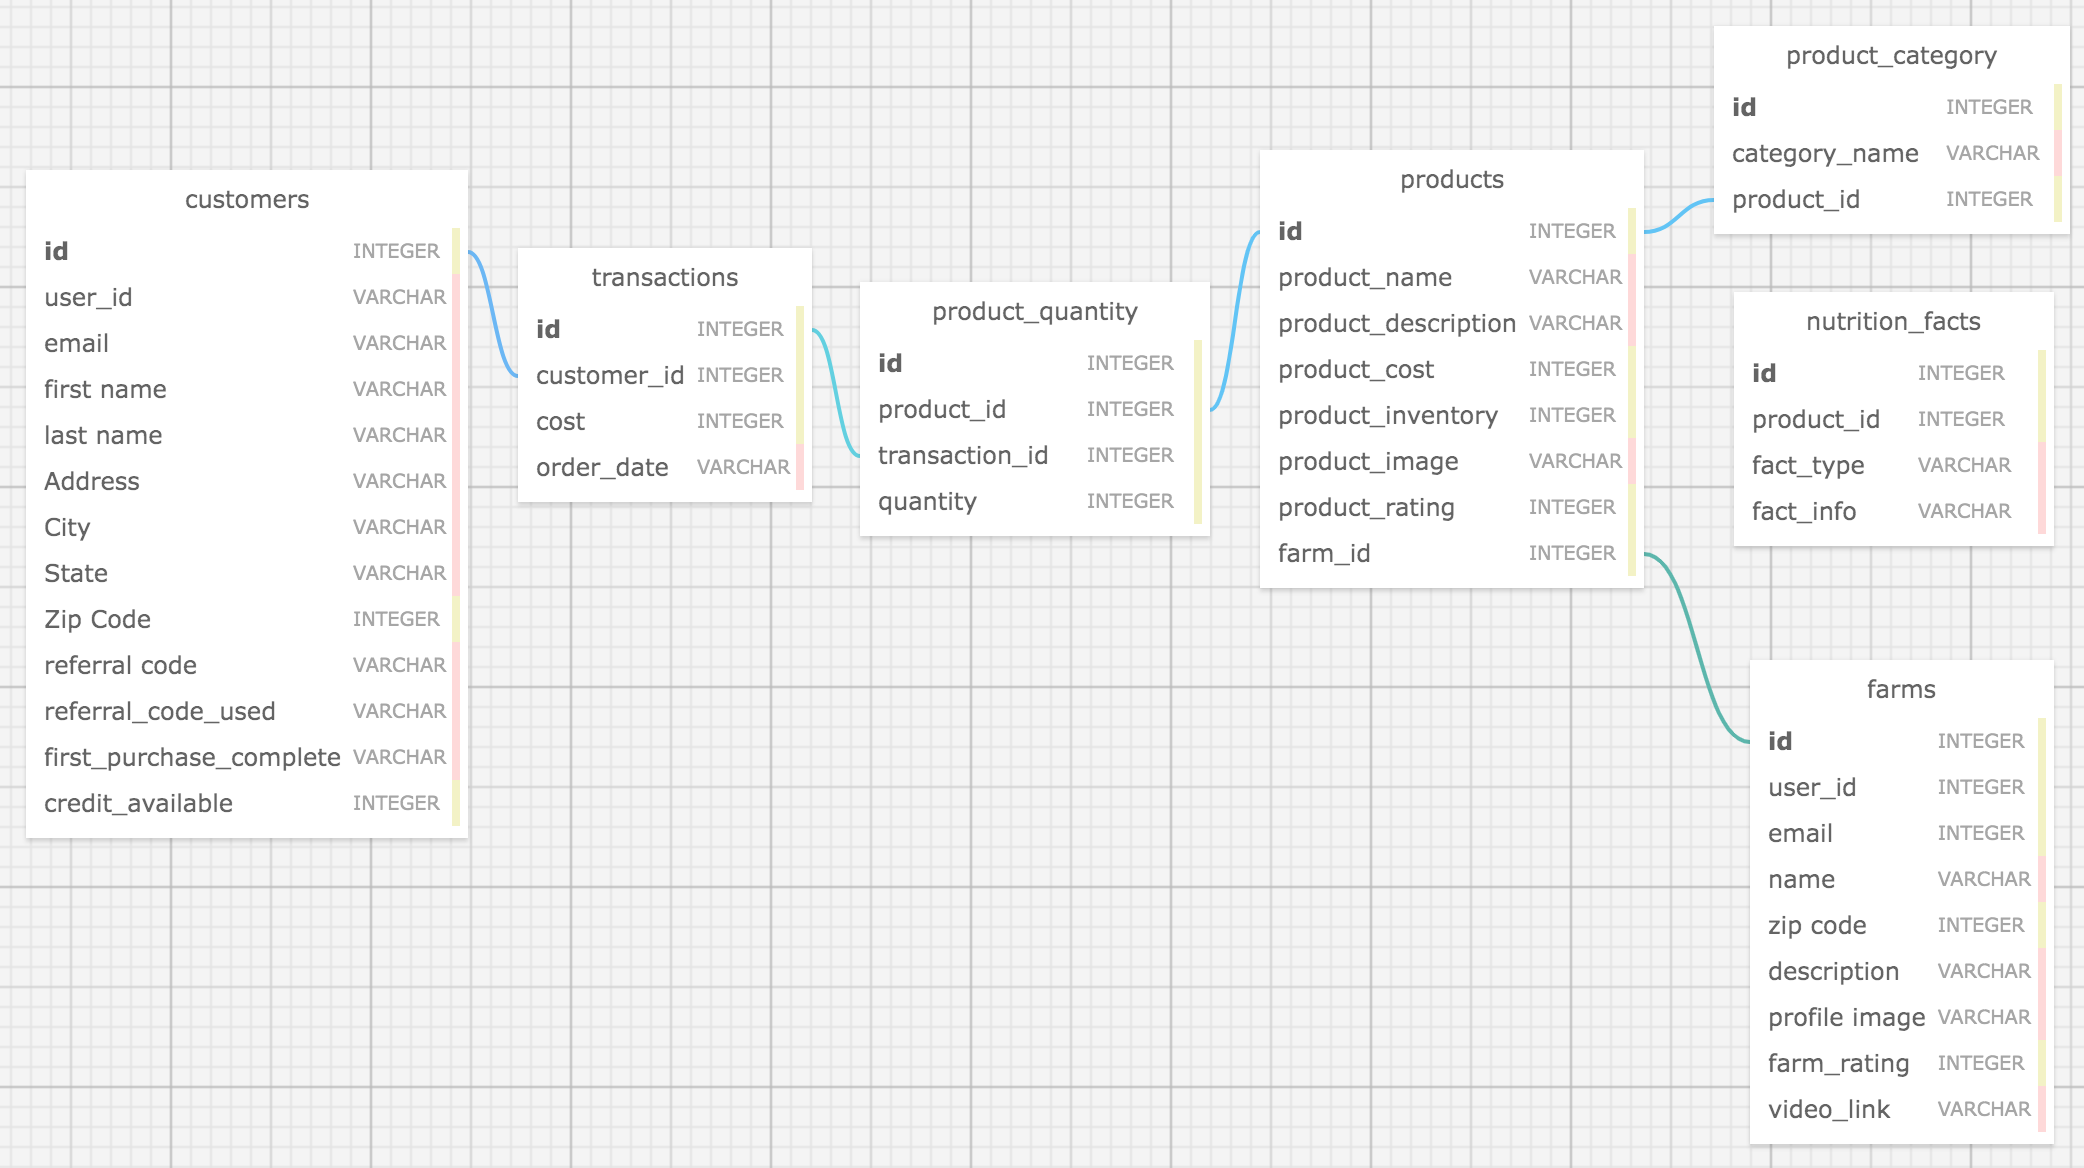 customers
id INTEGER
user_id VARCHAR
email VARCHAR
first name VARCHAR
last name VARCHAR
Address VARCHAR
City VARCHAR
State VARCHAR
Zip Code INTEGER
referral code VARCHAR
referral_code_used VARCHAR
first_purchase_complete VARCHAR
credit_available INTEGER
transactions
id INTEGER
customer_id INTEGER
cost INTEGER
order_date VARCHAR
product_quantity
id INTEGER
product_id INTEGER
transaction_id INTEGER
quantity INTEGER
products
id INTEGER
product_name VARCHAR
product_description VARCHAR
product_cost INTEGER
product_inventory INTEGER
product_image VARCHAR
product_rating INTEGER
farm_id INTEGER
product_category
id INTEGER
category_name VARCHAR
product_id INTEGER
nutrition_facts
id INTEGER
product_id INTEGER
fact_type VARCHAR
fact_info VARCHAR
farms
id INTEGER
user_id INTEGER
email INTEGER
name VARCHAR
zip code INTEGER
description VARCHAR
profile image VARCHAR
farm_rating INTEGER
video_link VARCHAR